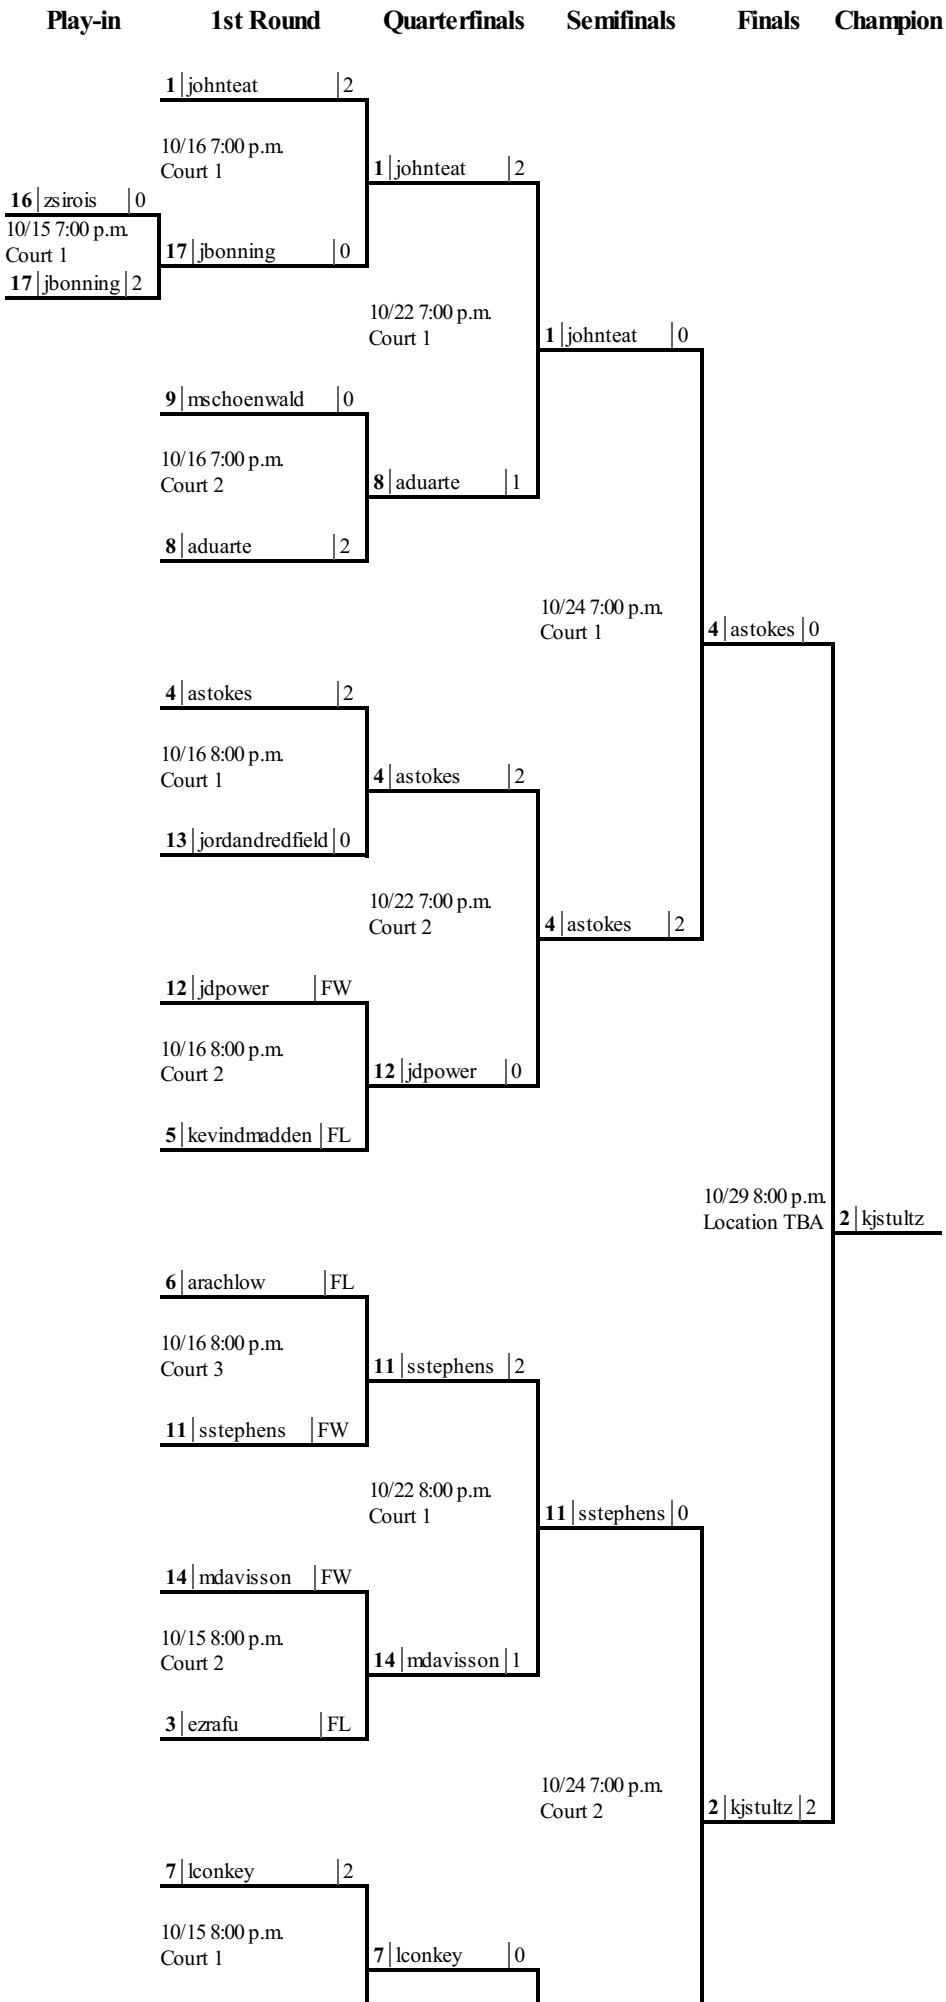 Play-in 1st Round Quarterfinals Semifinals Finals Champion
1 johnteat 2
10/16 7:00 p.m.
Court 1
1 johnteat 2
16 zsirois 0
10/15 7:00 p.m.
Court 1
17 jbonning 2
17 jbonning 0
10/22 7:00 p.m.
Court 1
1 johnteat 0
9 mschoenwald 0
10/16 7:00 p.m.
Court 2
8 aduarte 1
8 aduarte 2
10/24 7:00 p.m.
Court 1
4 astokes 0
4 astokes 2
10/16 8:00 p.m.
Court 1
4 astokes 2
13 jordandredfield 0
10/22 7:00 p.m.
Court 2
4 astokes 2
12 jdpower FW
10/16 8:00 p.m.
Court 2
12 jdpower 0
5 kevindmadden FL
10/29 8:00 p.m.
Location TBA
2 kjstultz
6 arachlow FL
10/16 8:00 p.m.
Court 3
11 sstephens 2
11 sstephens FW
10/22 8:00 p.m.
Court 1
11 sstephens 0
14 mdavisson FW
10/15 8:00 p.m.
Court 2
14 mdavisson 1
3 ezrafu FL
10/24 7:00 p.m.
Court 2
2 kjstultz 2
7 lconkey 2
10/15 8:00 p.m.
Court 1
7 lconkey 0